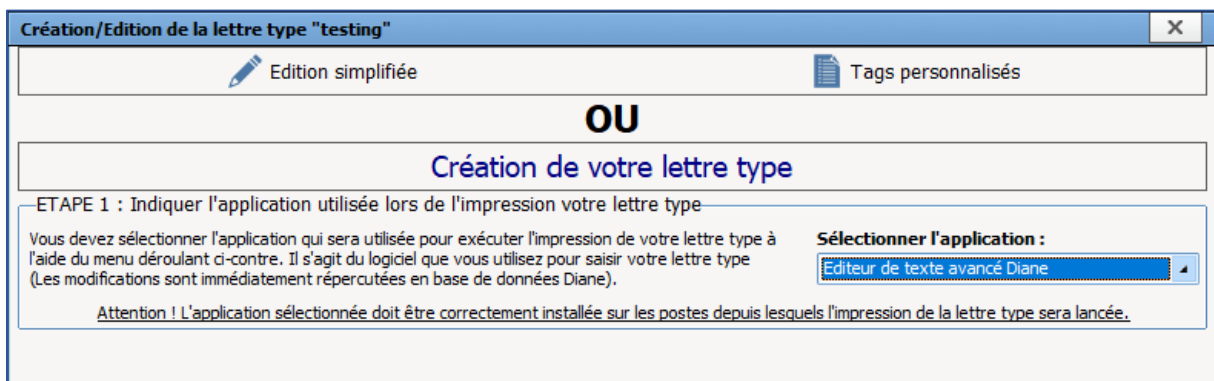 Création/Edition de la lettre type "testing"
Edition simplifiée
Tags personnalisés
OU
Création de votre lettre type
ETAPE 1 : Indiquer l'application utilisée lors de l'impression votre lettre type
Vous devez sélectionner l'application qui sera utilisée pour exécuter l'impression de votre lettre type à
l'aide du menu déroulant ci-contre. Il s'agit du logiciel que vous utilisez pour saisir votre lettre type
(Les modifications sont immédiatement répercutées en base de données Diane).
Sélectionner l'application :
Editeur de texte avancé Diane
Attention ! L'application sélectionnée doit être correctement installée sur les postes depuis lesquels l'impression de la lettre type sera lancée.